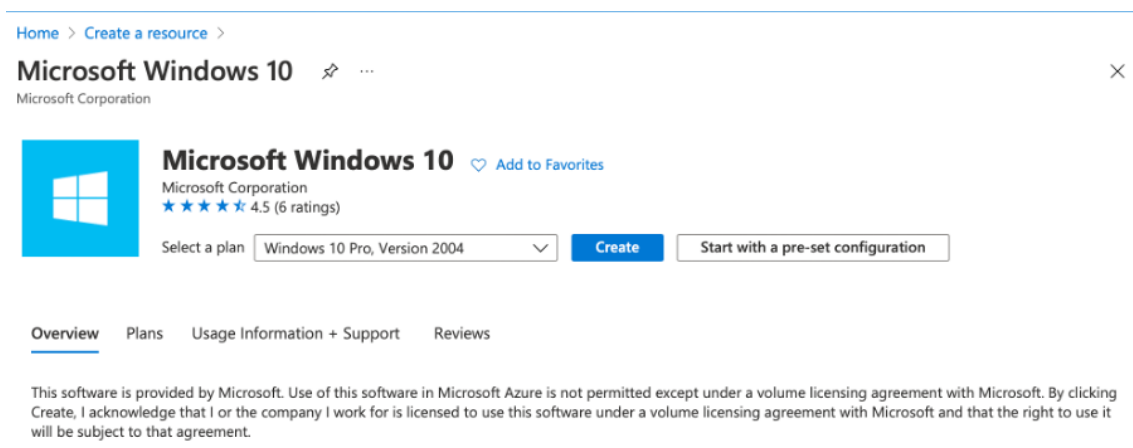 Home > Create a resource >
Microsoft Windows 10 ...
Microsoft Corporation
Microsoft Windows 10 Add to Favorites
Microsoft Corporation
4.5 (6 ratings)
Select a plan Windows 10 Pro, Version 2004 Create Start with a pre-set configuration
Overview Plans Usage Information + Support Reviews
This software is provided by Microsoft. Use of this software in Microsoft Azure is not permitted except under a volume licensing agreement with Microsoft. By clicking
Create, I acknowledge that I or the company I work for is licensed to use this software under a volume licensing agreement with Microsoft and that the right to use it
will be subject to that agreement.